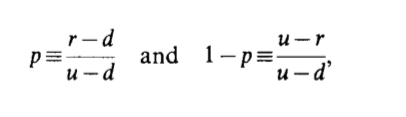 p ≡ (r − d)/(u − d) and 1 − p ≡ (u − r)/(u − d),